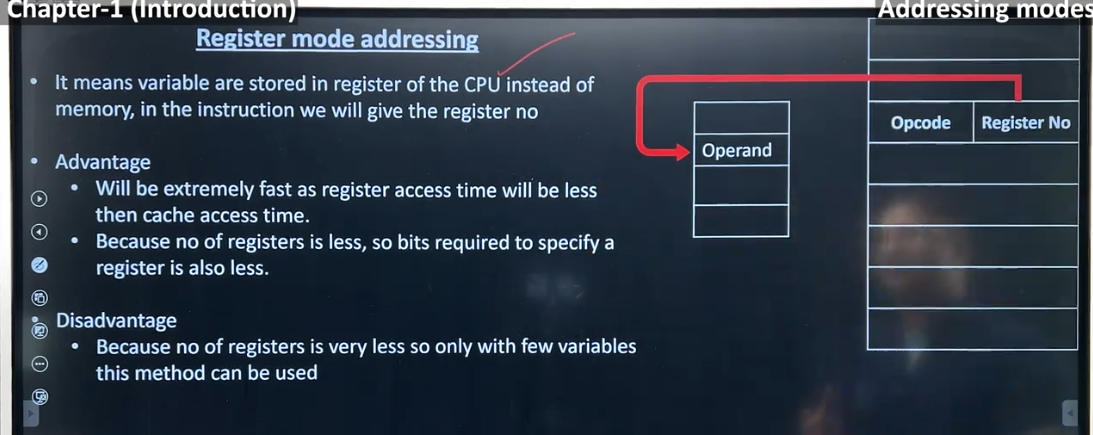 Chapter-1 (Introduction)
Addressing modes
Register mode addressing
• It means variable are stored in register of the CPU instead of
memory, in the instruction we will give the register no
• Advantage
• Will be extremely fast as register access time will be less
then cache access time.
• Because no of registers is less, so bits required to specify a
register is also less.
• Disadvantage
• Because no of registers is very less so only with few variables
this method can be used
Operand
Opcode
Register No